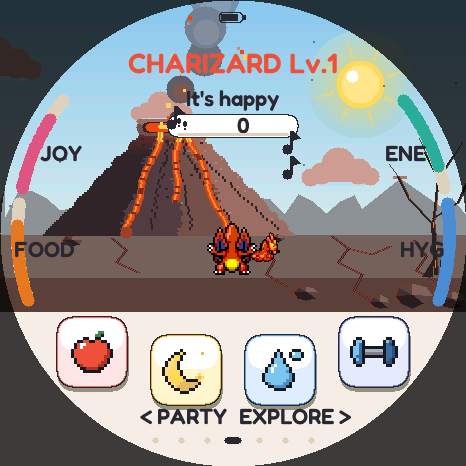 CHARIZARD Lv.1
It's happy
0
JOY
ENE
FOOD
HYG
< PARTY EXPLORE >